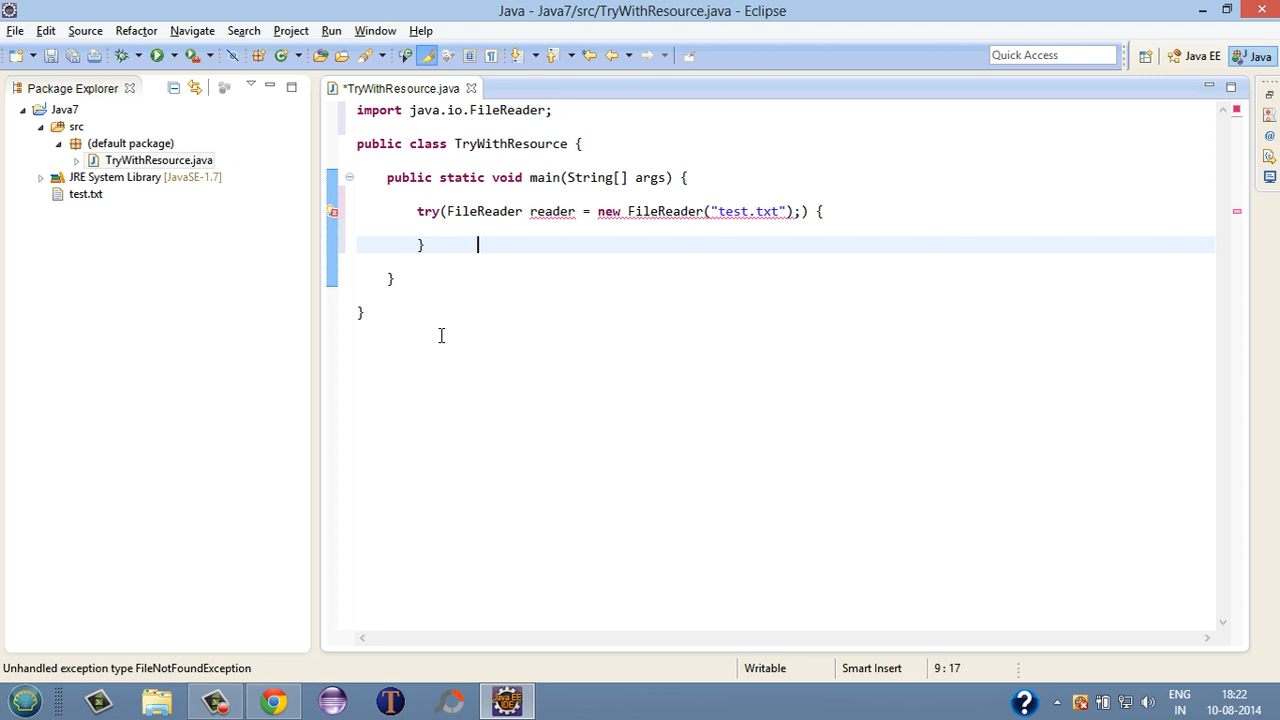 Java - Java7/src/TryWithResource.java - Eclipse
File Edit Source Refactor Navigate Search Project Run Window Help
Quick Access
Java EE
Java
Package Explorer
Java7
src
(default package)
TryWithResource.java
JRE System Library [JavaSE-1.7]
test.txt
*TryWithResource.java
import java.io.FileReader;
public class TryWithResource {
public static void main(String[] args) {
try(FileReader reader = new FileReader("test.txt");) {
}
}
}
Unhandled exception type FileNotFoundException
Writable
Smart Insert
9 : 17
Java EE
IDE
ENG
IN
18:22
10-08-2014